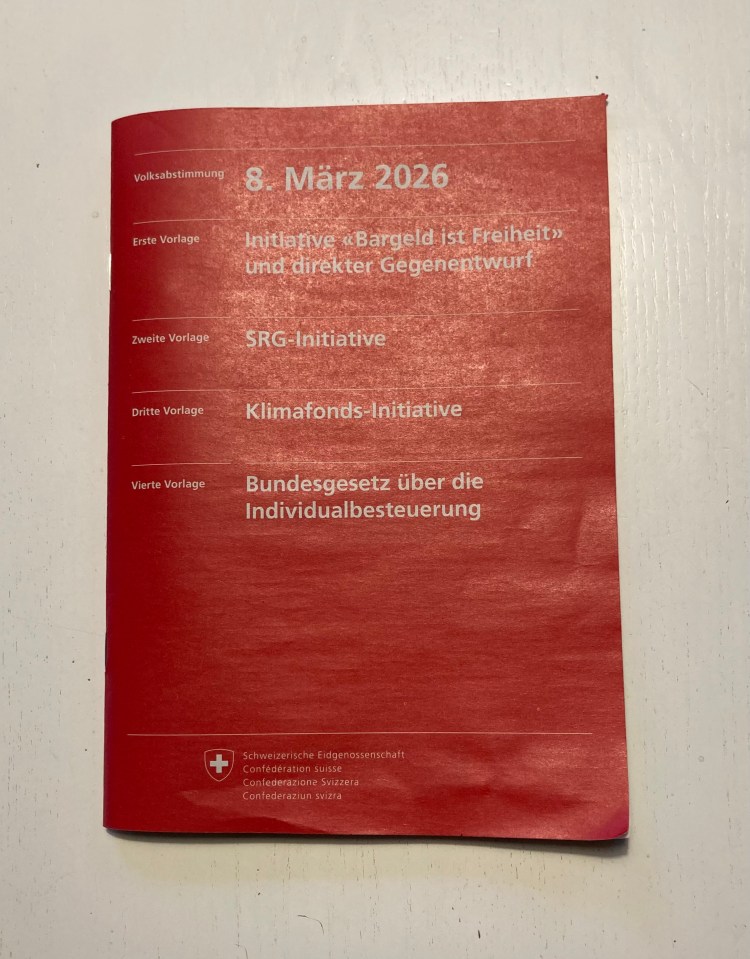 Volksabstimmung 8. März 2026
Erste Vorlage Initiative «Bargeld ist Freiheit»
und direkter Gegenentwurf
Zweite Vorlage SRG-Initiative
Dritte Vorlage Klimafonds-Initiative
Vierte Vorlage Bundesgesetz über die
Individualbesteuerung
Schweizerische Eidgenossenschaft
Confédération suisse
Confederazione Svizzera
Confederaziun svizra